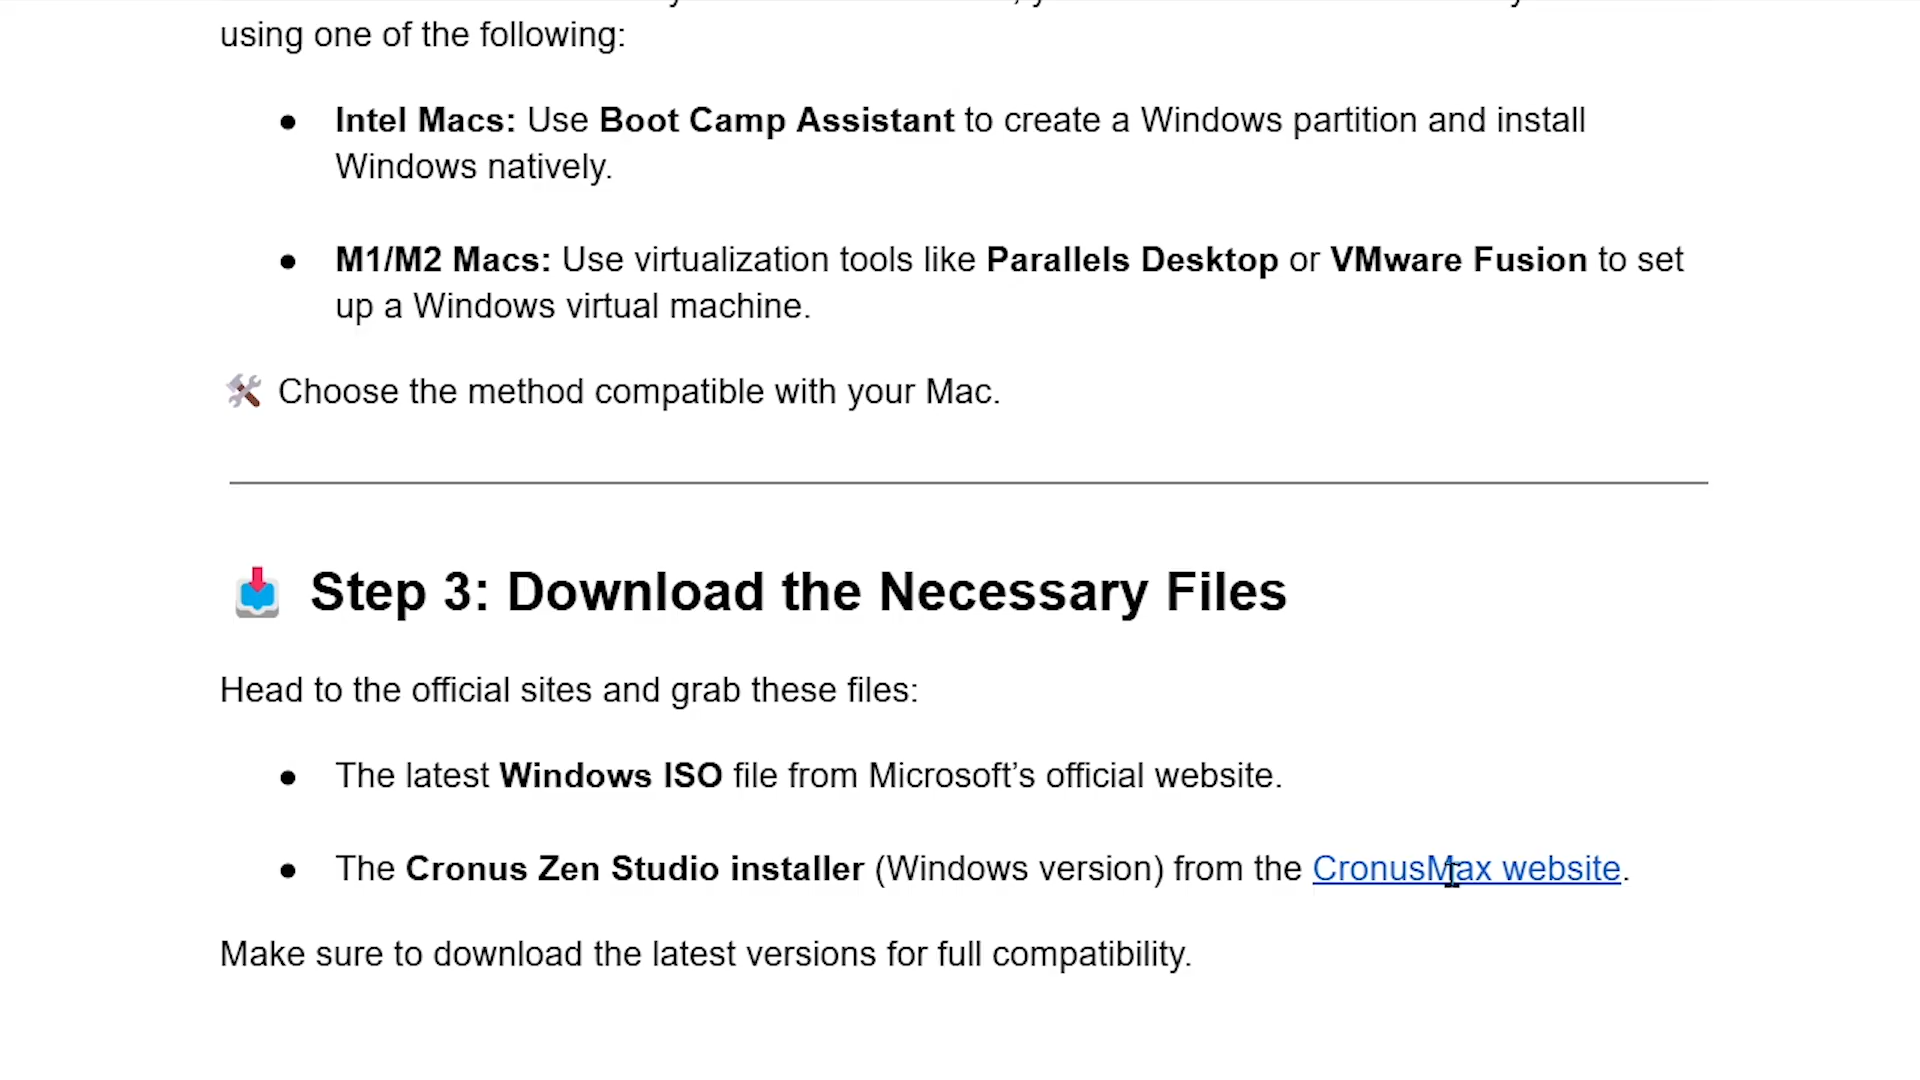 using one of the following:
● Intel Macs: Use Boot Camp Assistant to create a Windows partition and install
Windows natively.
● M1/M2 Macs: Use virtualization tools like Parallels Desktop or VMware Fusion to set
up a Windows virtual machine.
🛠 Choose the method compatible with your Mac.
📥 Step 3: Download the Necessary Files
Head to the official sites and grab these files:
● The latest Windows ISO file from Microsoft’s official website.
● The Cronus Zen Studio installer (Windows version) from the CronusMax website.
Make sure to download the latest versions for full compatibility.